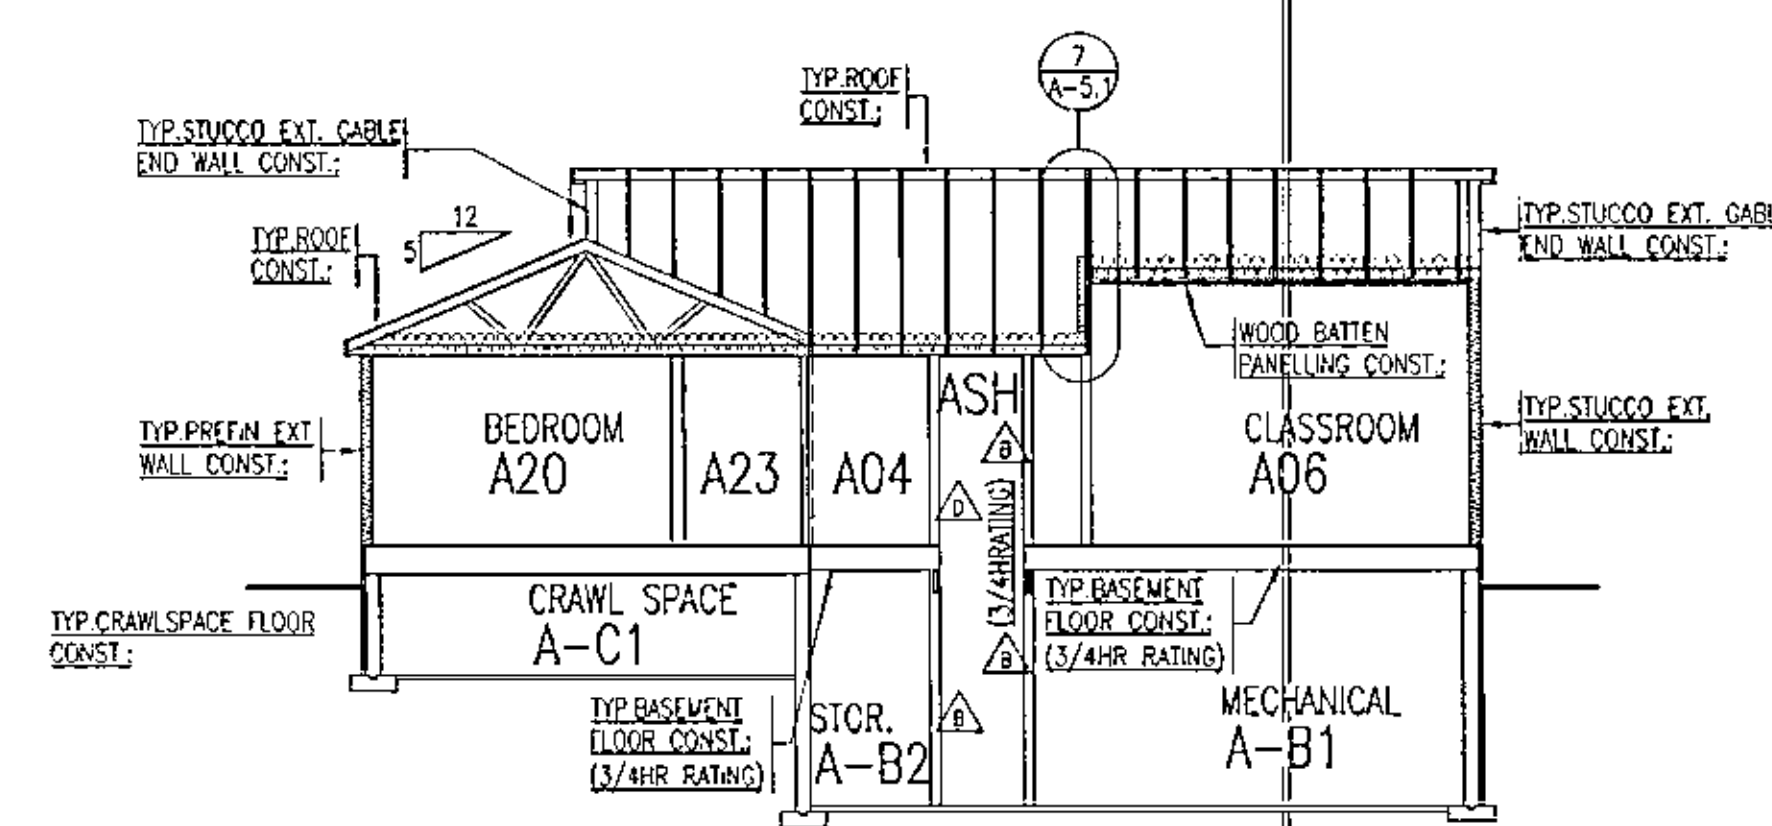 7
A-5.1
TYP.ROOF
CONST.:
TYP.STUCCO EXT. GABLE
END WALL CONST.:
12
5
TYP.ROOF
CONST.:
TYP.STUCCO EXT. GABL
END WALL CONST.:
WOOD BATTEN
PANELLING CONST.:
TYP.PREFIN EXT
WALL CONST.:
BEDROOM
A20
A23
A04
ASH
B
D
(3/4HRATING)
B
CLASSROOM
A06
TYP.STUCCO EXT.
WALL CONST.:
CRAWL SPACE
A-C1
TYP.CRAWLSPACE FLOOR
CONST.:
TYP.BASEMENT
FLOOR CONST.:
(3/4HR RATING)
TYP.BASEMENT
FLOOR CONST.:
(3/4HR RATING)
STOR.
A-B2
B
MECHANICAL
A-B1